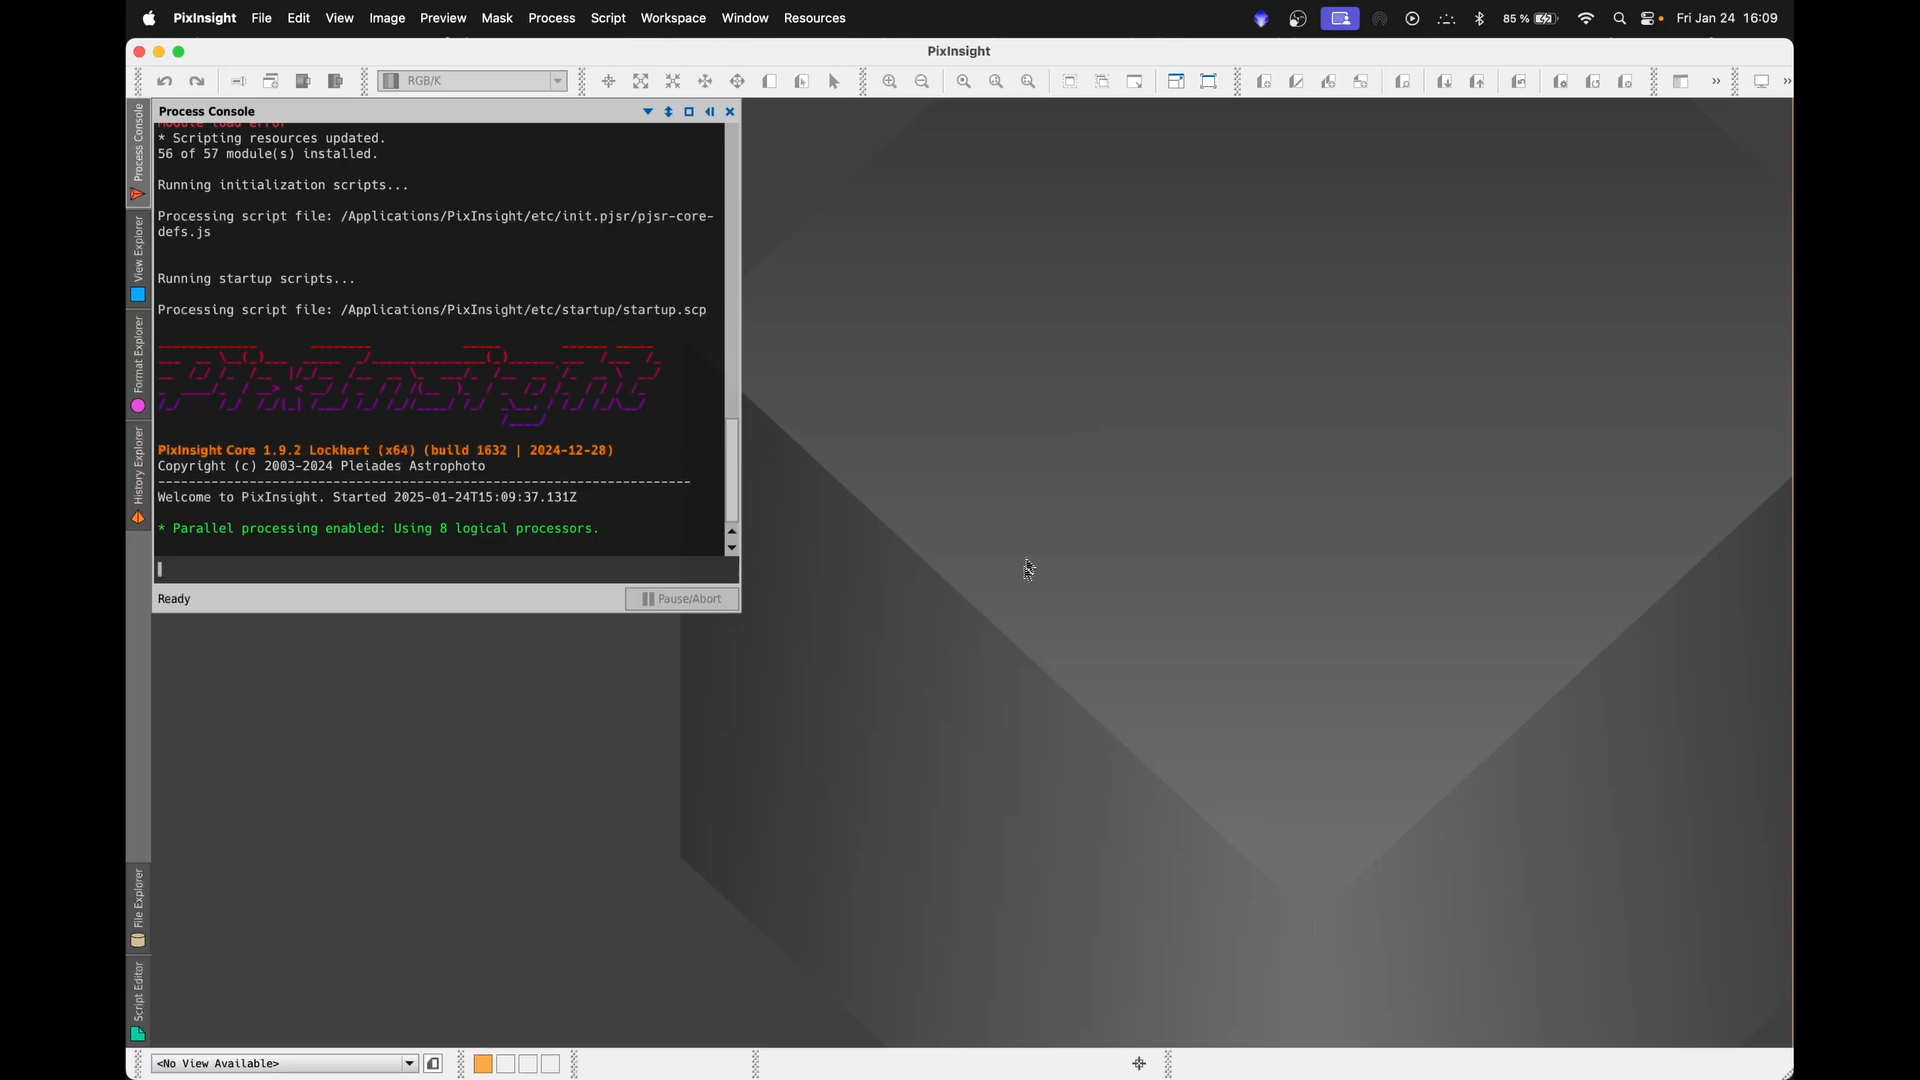 PixInsight File Edit View Image Preview Mask Process Script Workspace Window Resources
85 % Fri Jan 24 16:09
PixInsight
RGB/K
Process Console
Module load error
* Scripting resources updated.
56 of 57 module(s) installed.
Running initialization scripts...
Processing script file: /Applications/PixInsight/etc/init.pjsr/pjsr-core-
defs.js
Running startup scripts...
Processing script file: /Applications/PixInsight/etc/startup/startup.scp
PixInsight
PixInsight Core 1.9.2 Lockhart (x64) (build 1632 | 2024-12-28)
Copyright (c) 2003-2024 Pleiades Astrophoto
----------------------------------------------------------------------
Welcome to PixInsight. Started 2025-01-24T15:09:37.131Z
* Parallel processing enabled: Using 8 logical processors.
Ready
Pause/Abort
Process Console
View Explorer
Format Explorer
History Explorer
File Explorer
Script Editor
<No View Available>